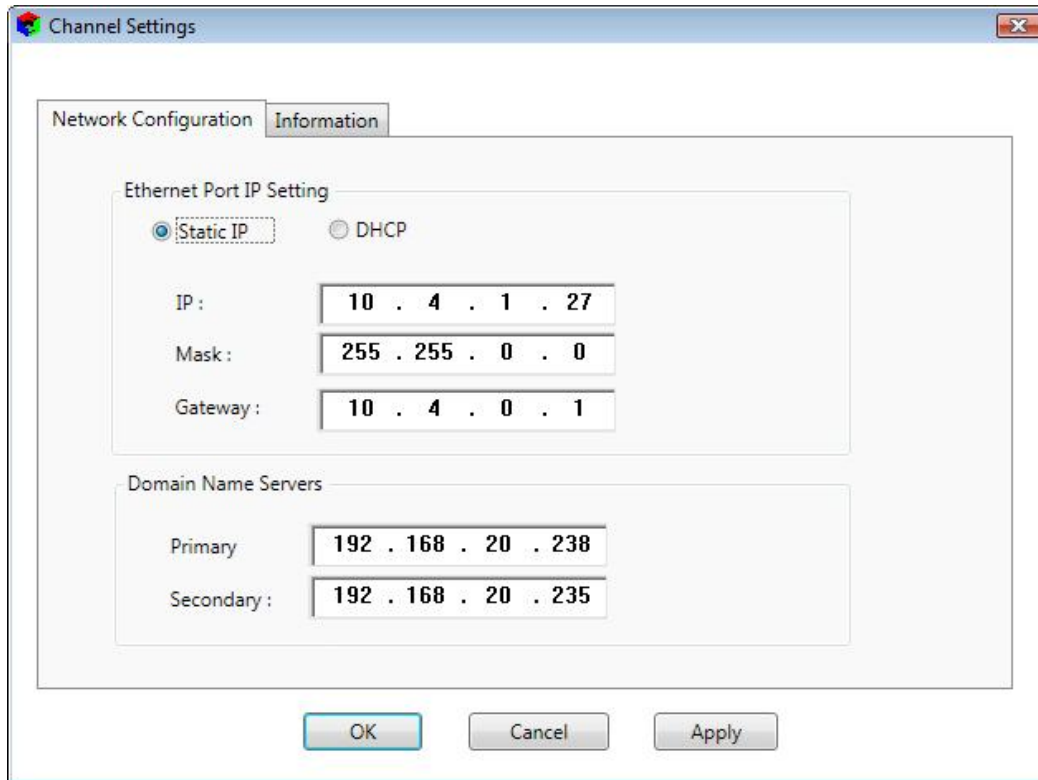 Channel Settings
Network Configuration Information
Ethernet Port IP Setting
Static IP DHCP
IP : 10 . 4 . 1 . 27
Mask : 255 . 255 . 0 . 0
Gateway : 10 . 4 . 0 . 1
Domain Name Servers
Primary 192 . 168 . 20 . 238
Secondary : 192 . 168 . 20 . 235
OK Cancel Apply